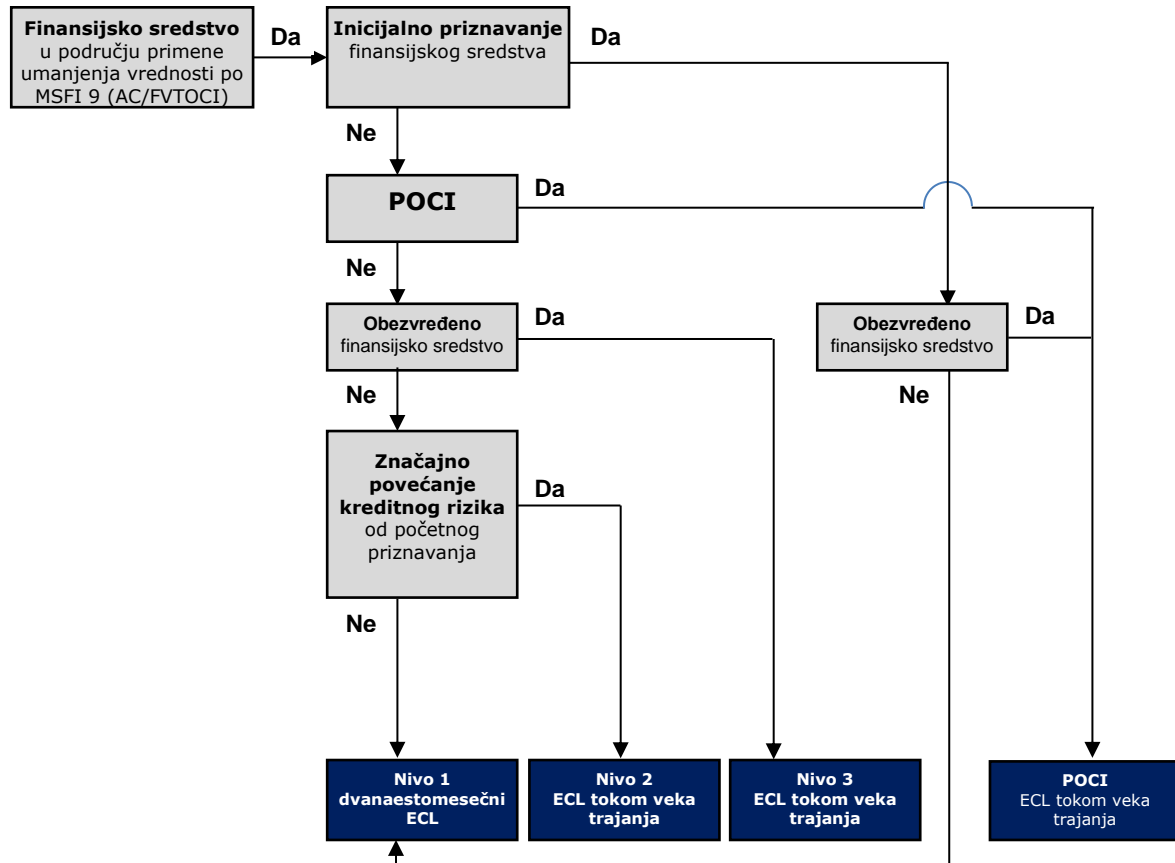 Finansijsko sredstvo
u području primene
umanjenja vrednosti po
MSFI 9 (AC/FVTOCI)
Da
Inicijalno priznavanje
finansijskog sredstva
Da
Ne
POCI
Da
Ne
Obezvređeno
finansijsko sredstvo
Da
Obezvređeno
finansijsko sredstvo
Da
Ne
Ne
Značajno
povećanje
kreditnog rizika
od početnog
priznavanja
Da
Ne
Nivo 1
dvanaestomesečni
ECL
Nivo 2
ECL tokom veka
trajanja
Nivo 3
ECL tokom veka
trajanja
POCI
ECL tokom veka
trajanja